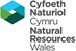 Cyfoeth
Naturiol
Cymru
Natural
Resources
Wales